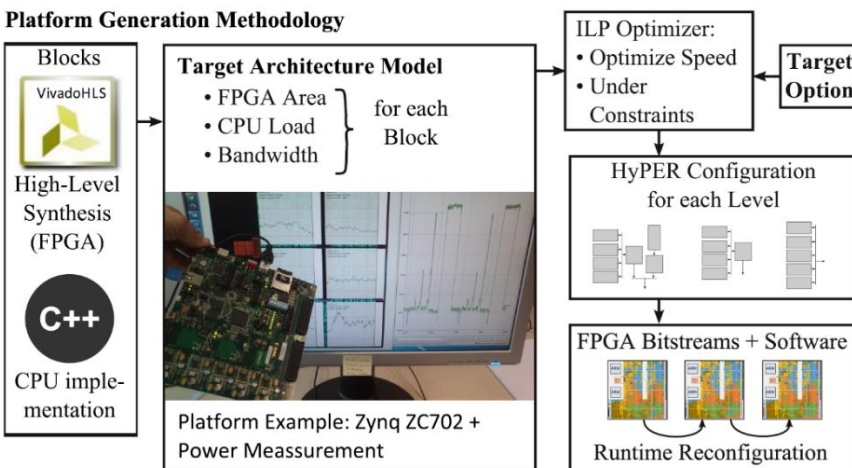 Platform Generation Methodology
Blocks
VivadoHLS
High-Level
Synthesis
(FPGA)
C++
CPU imple-
mentation
Target Architecture Model
• FPGA Area
• CPU Load
• Bandwidth
for each
Block
Platform Example: Zynq ZC702 +
Power Meassurement
ILP Optimizer:
• Optimize Speed
• Under
Constraints
Target
Option
HyPER Configuration
for each Level
FPGA Bitstreams + Software
Runtime Reconfiguration